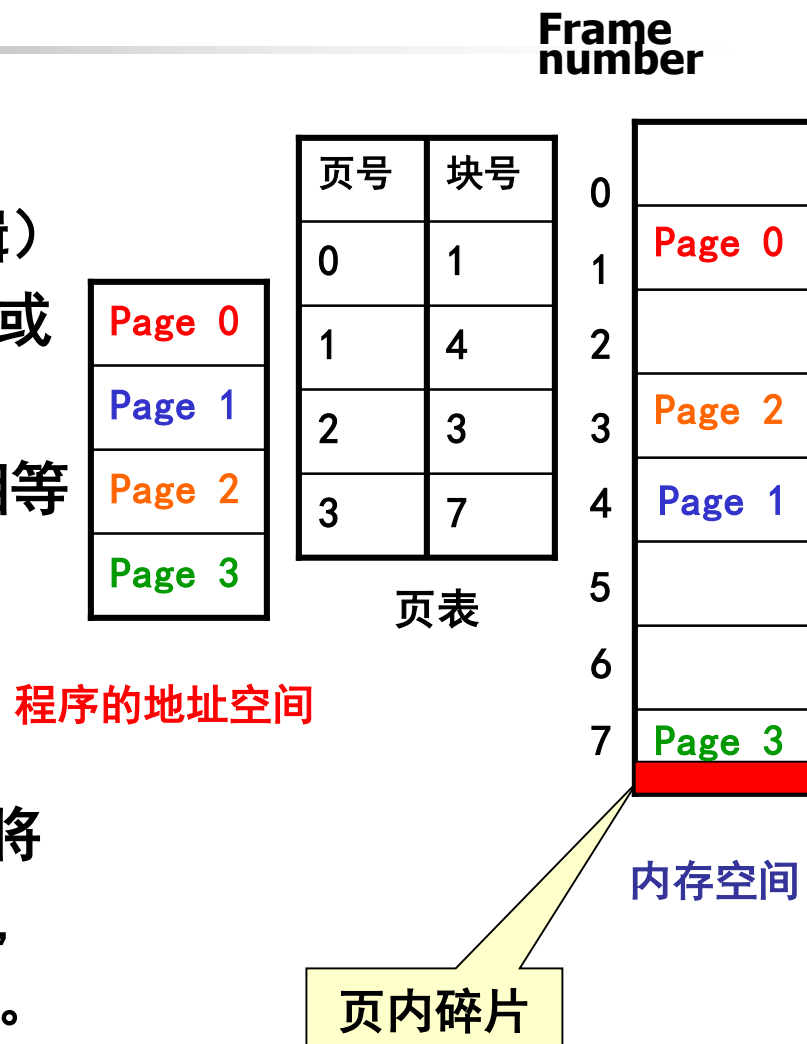 Frame
number
辑）
或
相等
将
，
。
Page 0
Page 1
Page 2
Page 3
程序的地址空间
页号 块号
0 1
1 4
2 3
3 7
页表
0
1 Page 0
2
3 Page 2
4 Page 1
5
6
7 Page 3
内存空间
页内碎片